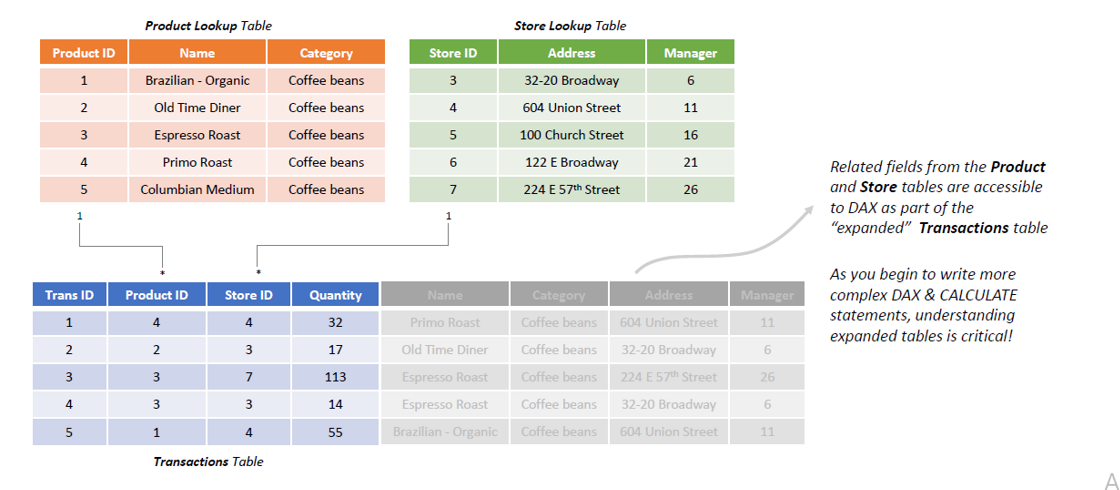 Product Lookup Table
Product ID Name Category
1 Brazilian - Organic Coffee beans
2 Old Time Diner Coffee beans
3 Espresso Roast Coffee beans
4 Primo Roast Coffee beans
5 Columbian Medium Coffee beans
Store Lookup Table
Store ID Address Manager
3 32-20 Broadway 6
4 604 Union Street 11
5 100 Church Street 16
6 122 E Broadway 21
7 224 E 57th Street 26
1 1
* *
Trans ID Product ID Store ID Quantity Name Category Address Manager
1 4 4 32 Primo Roast Coffee beans 604 Union Street 11
2 2 3 17 Old Time Diner Coffee beans 32-20 Broadway 6
3 3 7 113 Espresso Roast Coffee beans 224 E 57th Street 26
4 3 3 14 Espresso Roast Coffee beans 32-20 Broadway 6
5 1 4 55 Brazilian - Organic Coffee beans 604 Union Street 11
Transactions Table
Related fields from the Product
and Store tables are accessible
to DAX as part of the
“expanded” Transactions table
As you begin to write more
complex DAX & CALCULATE
statements, understanding
expanded tables is critical!
A